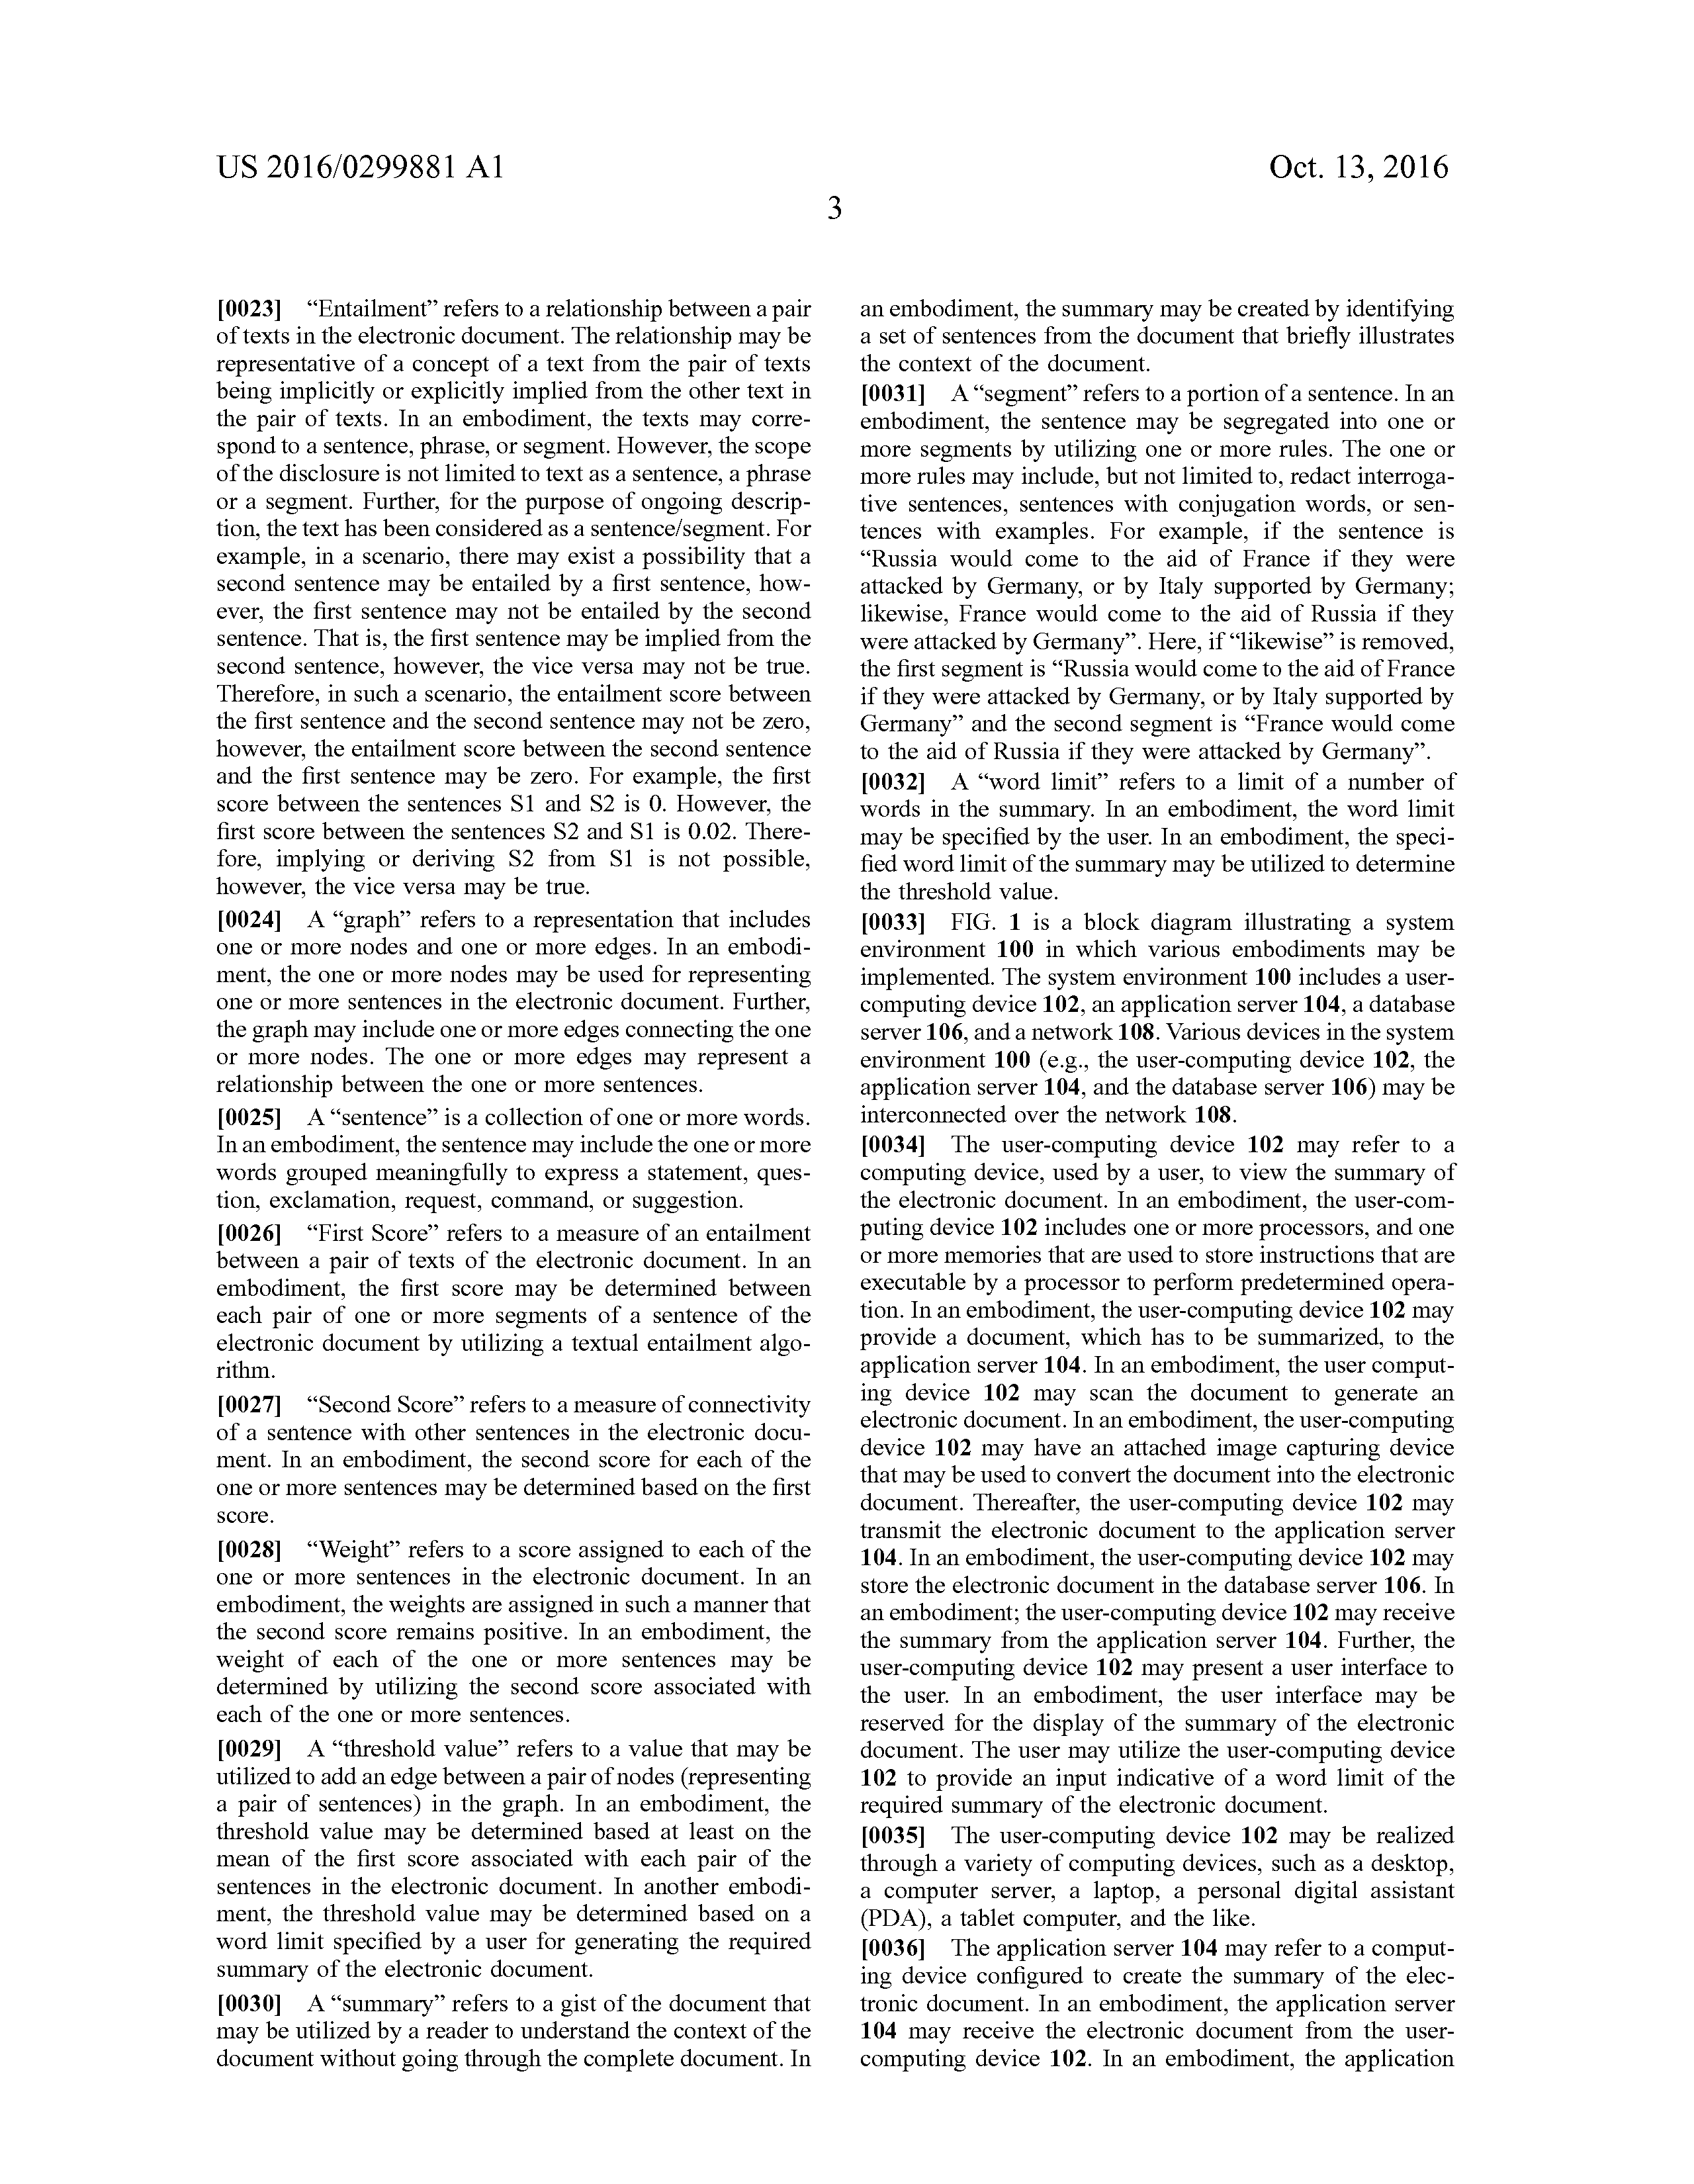 US 2016/0299881 A1
Oct. 13, 2016
3
[0023] “Entailment” refers to a relationship between a pair
of texts in the electronic document. The relationship may be
representative of a concept of a text from the pair of texts
being implicitly or explicitly implied from the other text in
the pair of texts. In an embodiment, the texts may corre-
spond to a sentence, phrase, or segment. However, the scope
of the disclosure is not limited to text as a sentence, a phrase
or a segment. Further, for the purpose of ongoing descrip-
tion, the text has been considered as a sentence/segment. For
example, in a scenario, there may exist a possibility that a
second sentence may be entailed by a first sentence, how-
ever, the first sentence may not be entailed by the second
sentence. That is, the first sentence may be implied from the
second sentence, however, the vice versa may not be true.
Therefore, in such a scenario, the entailment score between
the first sentence and the second sentence may not be zero,
however, the entailment score between the second sentence
and the first sentence may be zero. For example, the first
score between the sentences S1 and S2 is 0. However, the
first score between the sentences S2 and S1 is 0.02. There-
fore, implying or deriving S2 from S1 is not possible,
however, the vice versa may be true.
[0024] A “graph” refers to a representation that includes
one or more nodes and one or more edges. In an embodi-
ment, the one or more nodes may be used for representing
one or more sentences in the electronic document. Further,
the graph may include one or more edges connecting the one
or more nodes. The one or more edges may represent a
relationship between the one or more sentences.
[0025] A “sentence” is a collection of one or more words.
In an embodiment, the sentence may include the one or more
words grouped meaningfully to express a statement, ques-
tion, exclamation, request, command, or suggestion.
[0026] “First Score” refers to a measure of an entailment
between a pair of texts of the electronic document. In an
embodiment, the first score may be determined between
each pair of one or more segments of a sentence of the
electronic document by utilizing a textual entailment algo-
rithm.
[0027] “Second Score” refers to a measure of connectivity
of a sentence with other sentences in the electronic docu-
ment. In an embodiment, the second score for each of the
one or more sentences may be determined based on the first
score.
[0028] “Weight” refers to a score assigned to each of the
one or more sentences in the electronic document. In an
embodiment, the weights are assigned in such a manner that
the second score remains positive. In an embodiment, the
weight of each of the one or more sentences may be
determined by utilizing the second score associated with
each of the one or more sentences.
[0029] A “threshold value” refers to a value that may be
utilized to add an edge between a pair of nodes (representing
a pair of sentences) in the graph. In an embodiment, the
threshold value may be determined based at least on the
mean of the first score associated with each pair of the
sentences in the electronic document. In another embodi-
ment, the threshold value may be determined based on a
word limit specified by a user for generating the required
summary of the electronic document.
[0030] A “summary” refers to a gist of the document that
may be utilized by a reader to understand the context of the
document without going through the complete document. In
an embodiment, the summary may be created by identifying
a set of sentences from the document that briefly illustrates
the context of the document.
[0031] A “segment” refers to a portion of a sentence. In an
embodiment, the sentence may be segregated into one or
more segments by utilizing one or more rules. The one or
more rules may include, but not limited to, redact interroga-
tive sentences, sentences with conjugation words, or sen-
tences with examples. For example, if the sentence is
“Russia would come to the aid of France if they were
attacked by Germany, or by Italy supported by Germany;
likewise, France would come to the aid of Russia if they
were attacked by Germany”. Here, if “likewise” is removed,
the first segment is “Russia would come to the aid of France
if they were attacked by Germany, or by Italy supported by
Germany” and the second segment is “France would come
to the aid of Russia if they were attacked by Germany”.
[0032] A “word limit” refers to a limit of a number of
words in the summary. In an embodiment, the word limit
may be specified by the user. In an embodiment, the speci-
fied word limit of the summary may be utilized to determine
the threshold value.
[0033] FIG. 1 is a block diagram illustrating a system
environment 100 in which various embodiments may be
implemented. The system environment 100 includes a user-
computing device 102, an application server 104, a database
server 106, and a network 108. Various devices in the system
environment 100 (e.g., the user-computing device 102, the
application server 104, and the database server 106) may be
interconnected over the network 108.
[0034] The user-computing device 102 may refer to a
computing device, used by a user, to view the summary of
the electronic document. In an embodiment, the user-com-
puting device 102 includes one or more processors, and one
or more memories that are used to store instructions that are
executable by a processor to perform predetermined opera-
tion. In an embodiment, the user-computing device 102 may
provide a document, which has to be summarized, to the
application server 104. In an embodiment, the user comput-
ing device 102 may scan the document to generate an
electronic document. In an embodiment, the user-computing
device 102 may have an attached image capturing device
that may be used to convert the document into the electronic
document. Thereafter, the user-computing device 102 may
transmit the electronic document to the application server
104. In an embodiment, the user-computing device 102 may
store the electronic document in the database server 106. In
an embodiment; the user-computing device 102 may receive
the summary from the application server 104. Further, the
user-computing device 102 may present a user interface to
the user. In an embodiment, the user interface may be
reserved for the display of the summary of the electronic
document. The user may utilize the user-computing device
102 to provide an input indicative of a word limit of the
required summary of the electronic document.
[0035] The user-computing device 102 may be realized
through a variety of computing devices, such as a desktop,
a computer server, a laptop, a personal digital assistant
(PDA), a tablet computer, and the like.
[0036] The application server 104 may refer to a comput-
ing device configured to create the summary of the elec-
tronic document. In an embodiment, the application server
104 may receive the electronic document from the user-
computing device 102. In an embodiment, the application